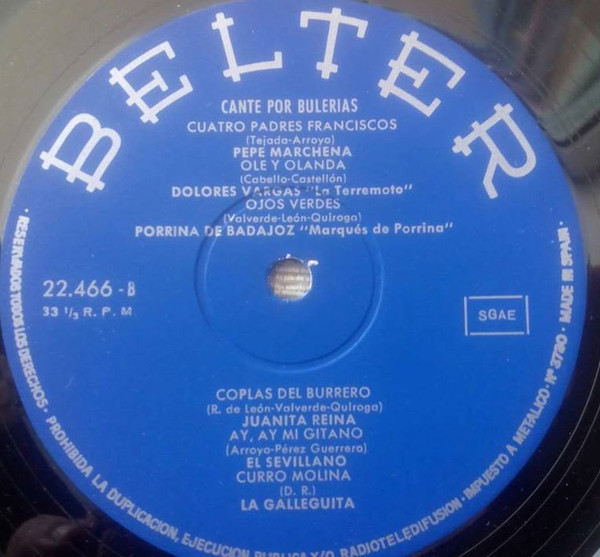 BELTER
CANTE POR BULERIAS
CUATRO PADRES FRANCISCOS
(Tejada-Arroyo)
PEPE MARCHENA
OLE Y OLANDA
(Cabello-Castellón)
DOLORES VARGAS "La Terremoto"
OJOS VERDES
(Valverde-León-Quiroga)
PORRINA DE BADAJOZ "Marqués de Porrina"
22.466 - B
33 1/3 R. P. M
SGAE
COPLAS DEL BURRERO
(R. de León-Valverde-Quiroga)
JUANITA REINA
AY, AY MI GITANO
(Arroyo-Pérez Guerrero)
EL SEVILLANO
CURRO MOLINA
(D. R.)
LA GALLEGUITA
· RESERVADOS TODOS LOS DERECHOS · PROHIBIDA LA DUPLICACION, EJECUCION PUBLICA Y/O RADIOTELEDIFUSION · IMPUESTO A METALICO · Nº 3780 · MADE IN SPAIN ·